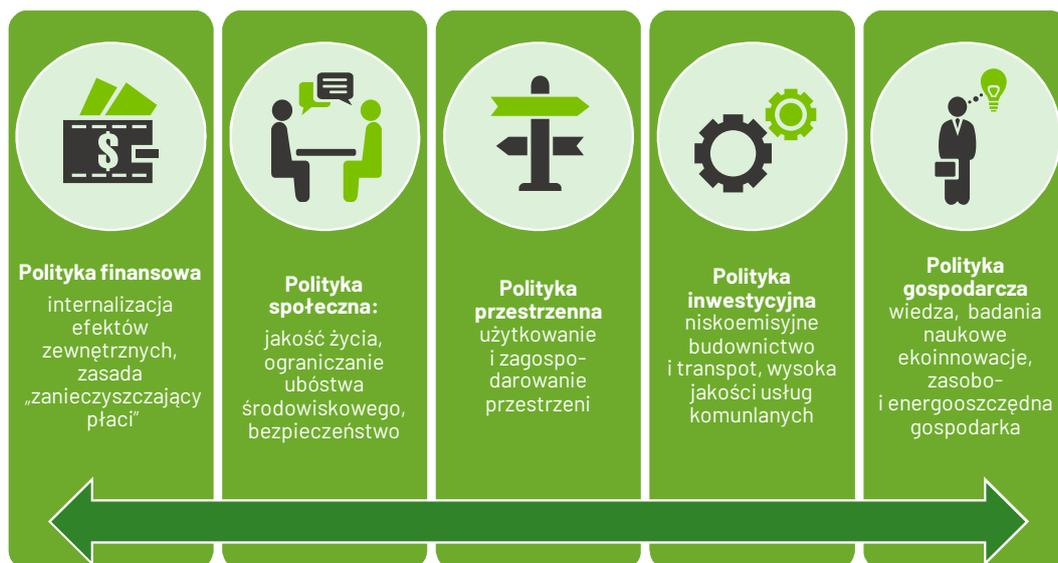 Polityka finansowa
internalizacja
efektów
zewnętrznych,
zasada
„zanieczyszczający
płaci”
Polityka
społeczna:
jakość życia,
ograniczanie
ubóstwa
środowiskowego,
bezpieczeństwo
Polityka
przestrzenna
użytkowanie
i zagospo-
darowanie
przestrzeni
Polityka
inwestycyjna
niskoemisyjne
budownictwo
i transport, wysoka
jakości usług
komunlanych
Polityka
gospodarcza
wiedza, badania
naukowe
ekoinnowacje,
zasobo-
i energooszczędna
gospodarka